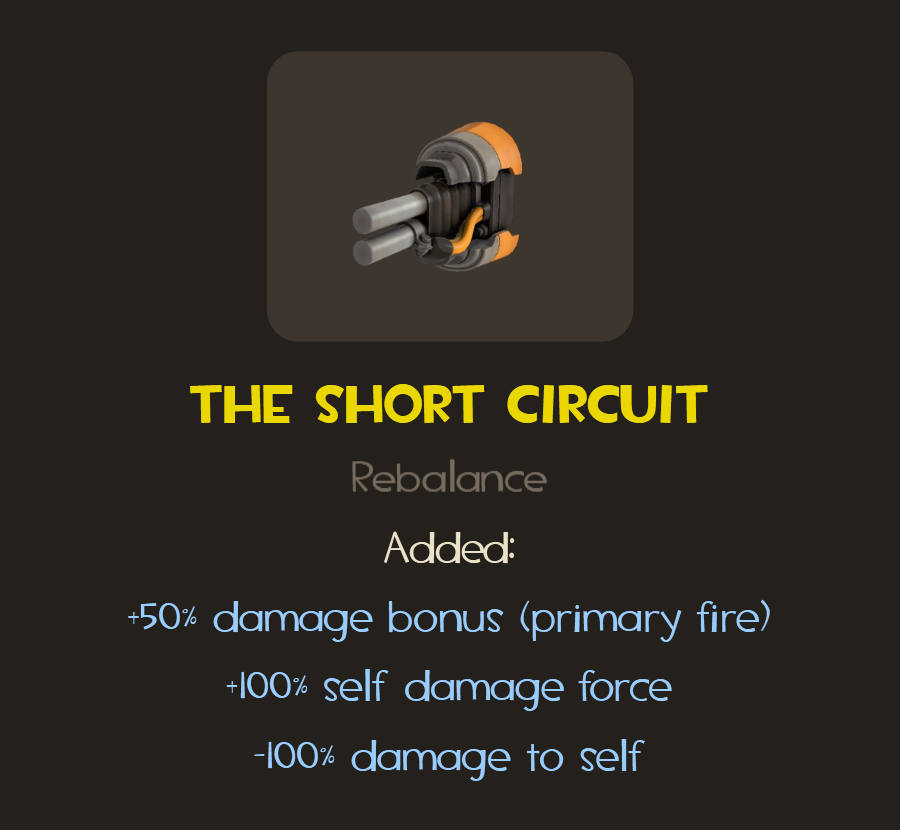 THE SHORT CIRCUIT
Rebalance
Added:
+50% damage bonus (primary fire)
+100% self damage force
-100% damage to self